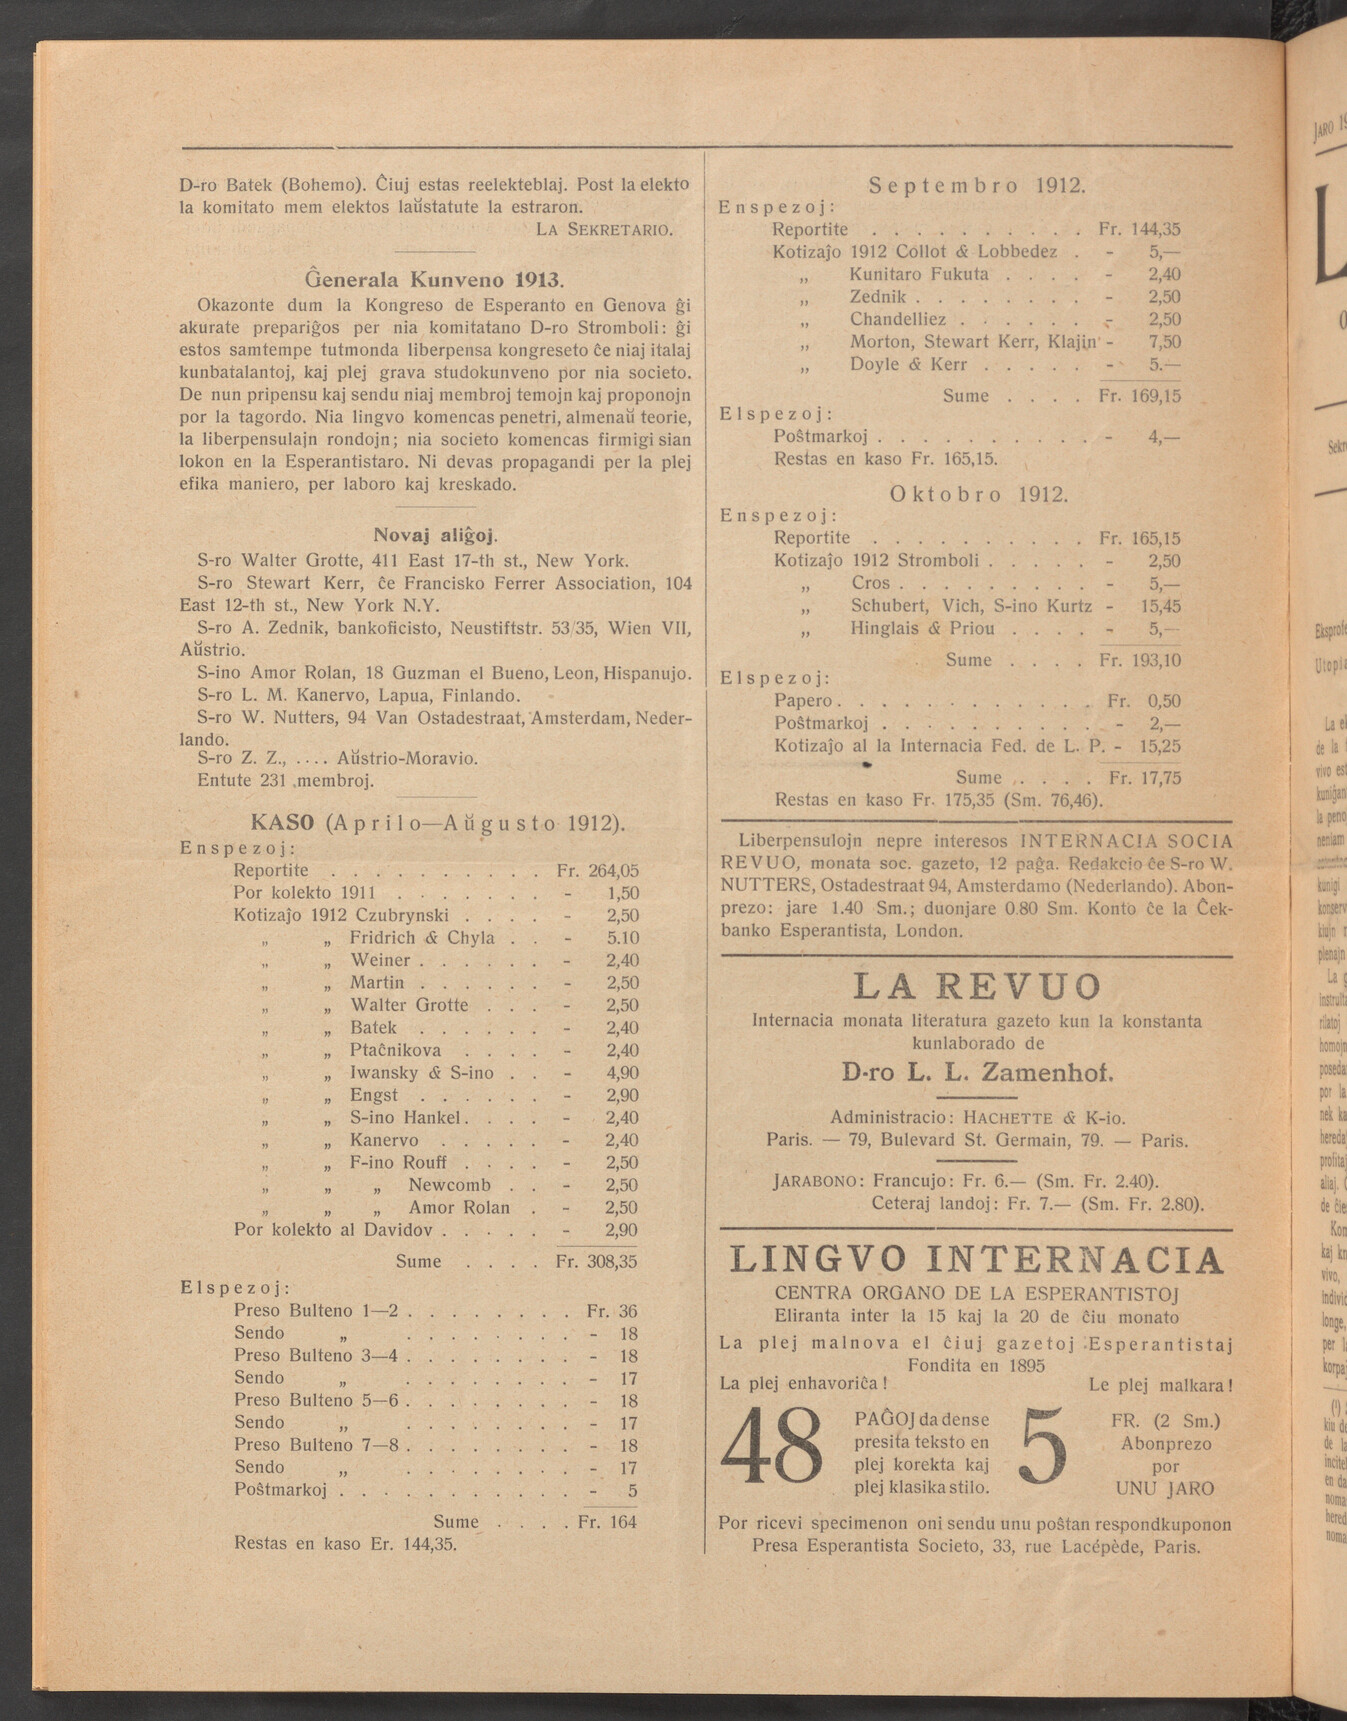 D-ro Batek (Bohemo). Ĉiuj estas reelekteblaj. Post la elekto
la komitato mem elektos laŭstatute la estraron.
LA SEKRETARIO.
Ĝenerala Kunveno 1913.
Okazonte dum la Kongreso de Esperanto en Genova ĝi
akurate prepariĝos per nia komitatano D-ro Stromboli: ĝi
estos samtempe tutmonda liberpensa kongreseto ĉe niaj italaj
kunbatalantoj, kaj plej grava studokunveno por nia societo.
De nun pripensu kaj sendu niaj membroj temojn kaj proponojn
por la tagordo. Nia lingvo komencas penetri, almenaŭ teorie,
la liberpensulajn rondojn; nia societo komencas firmigi sian
lokon en la Esperantistaro. Ni devas propagandi per la plej
efika maniero, per laboro kaj kreskado.
Novaj aliĝoj.
S-ro Walter Grotte, 411 East 17-th st., New York.
S-ro Stewart Kerr, ĉe Francisko Ferrer Association, 104
East 12-th st., New York N.Y.
S-ro A. Zednik, bankoficisto, Neustiftstr. 53/35, Wien VII,
Aŭstrio.
S-ino Amor Rolan, 18 Guzman el Bueno, Leon, Hispanujo.
S-ro L. M. Kanervo, Lapua, Finlando.
S-ro W. Nutters, 94 Van Ostadestraat, Amsterdam, Neder-
lando.
S-ro Z. Z., .... Aŭstrio-Moravio.
Entute 231 membroj.
KASO (Aprilo—Aŭgusto 1912).
Enspezoj:
Reportite . . . . . . . . . . Fr. 264,05
Por kolekto 1911 . . . . . . . - 1,50
Kotizaĵo 1912 Czubrynski . . . . - 2,50
„ „ Fridrich & Chyla . . - 5.10
„ „ Weiner . . . . . . - 2,40
„ „ Martin . . . . . . - 2,50
„ „ Walter Grotte . . . - 2,50
„ „ Batek . . . . . . - 2,40
„ „ Ptaĉnikova . . . . - 2,40
„ „ Iwansky & S-ino . . - 4,90
„ „ Engst . . . . . . - 2,90
„ „ S-ino Hankel . . . . - 2,40
„ „ Kanervo . . . . . - 2,40
„ „ F-ino Rouff . . . . - 2,50
„ „ „ Newcomb . . - 2,50
„ „ „ Amor Rolan . - 2,50
Por kolekto al Davidov . . . . . - 2,90
Sume . . . . Fr. 308,35
Elspezoj:
Preso Bulteno 1—2 . . . . . . . . Fr. 36
Sendo „ . . . . . . . . - 18
Preso Bulteno 3—4 . . . . . . . . - 18
Sendo „ . . . . . . . . - 17
Preso Bulteno 5—6 . . . . . . . . - 18
Sendo „ . . . . . . . . - 17
Preso Bulteno 7—8 . . . . . . . . - 18
Sendo „ . . . . . . . . - 17
Poŝtmarkoj . . . . . . . . . . . - 5
Sume . . . . Fr. 164
Restas en kaso Er. 144,35.
Septembro 1912.
Enspezoj:
Reportite . . . . . . . . . . Fr. 144,35
Kotizaĵo 1912 Collot & Lobbedez . - 5,—
„ Kunitaro Fukuta . . . . - 2,40
„ Zednik . . . . . . . . - 2,50
„ Chandelliez . . . . . . - 2,50
„ Morton, Stewart Kerr, Klajin - 7,50
„ Doyle & Kerr . . . . . - 5.—
Sume . . . . Fr. 169,15
Elspezoj:
Poŝtmarkoj . . . . . . . . . . - 4,—
Restas en kaso Fr. 165,15.
Oktobro 1912.
Enspezoj:
Reportite . . . . . . . . . . Fr. 165,15
Kotizaĵo 1912 Stromboli . . . . . - 2,50
„ Cros . . . . . . . . . - 5,—
„ Schubert, Vich, S-ino Kurtz - 15,45
„ Hinglais & Priou . . . . - 5,—
Sume . . . . Fr. 193,10
Elspezoj:
Papero . . . . . . . . . . . . Fr. 0,50
Poŝtmarkoj . . . . . . . . . . - 2,—
Kotizaĵo al la Internacia Fed. de L. P. - 15,25
Sume . . . . Fr. 17,75
Restas en kaso Fr. 175,35 (Sm. 76,46).
Liberpensulojn nepre interesos INTERNACIA SOCIA
REVUO, monata soc. gazeto, 12 paĝa. Redakcio ĉe S-ro W.
NUTTERS, Ostadestraat 94, Amsterdamo (Nederlando). Abon-
prezo: jare 1.40 Sm.; duonjare 0.80 Sm. Konto ĉe la Ĉek-
banko Esperantista, London.
LA REVUO
Internacia monata literatura gazeto kun la konstanta
kunlaborado de
D-ro L. L. Zamenhof.
Administracio: HACHETTE & K-io.
Paris. — 79, Bulevard St. Germain, 79. — Paris.
JARABONO: Francujo: Fr. 6.— (Sm. Fr. 2.40).
Ceteraj landoj: Fr. 7.— (Sm. Fr. 2.80).
LINGVO INTERNACIA
CENTRA ORGANO DE LA ESPERANTISTOJ
Eliranta inter la 15 kaj la 20 de ĉiu monato
La plej malnova el ĉiuj gazetoj Esperantistaj
Fondita en 1895
La plej enhavoriĉa! Le plej malkara!
48 PAĜOJ da dense
presita teksto en
plej korekta kaj
plej klasika stilo.
5 FR. (2 Sm.)
Abonprezo
por
UNU JARO
Por ricevi specimenon oni sendu unu poŝtan respondkuponon
Presa Esperantista Societo, 33, rue Lacépède, Paris.